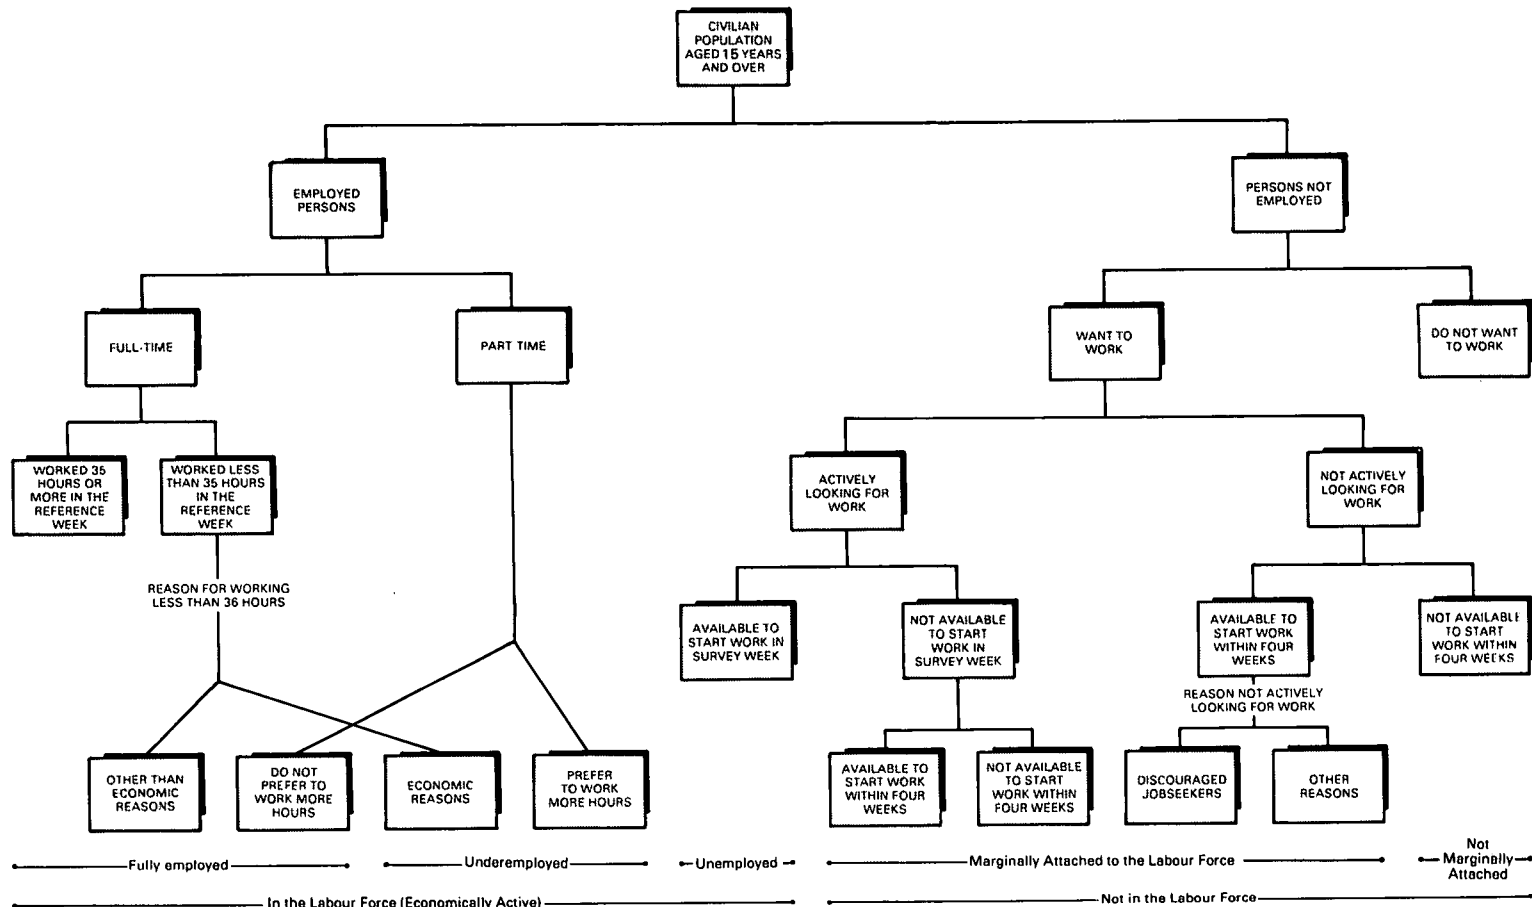 CIVILIAN
POPULATION
AGED 15 YEARS
AND OVER
EMPLOYED
PERSONS
PERSONS NOT
EMPLOYED
FULL-TIME
PART TIME
WANT TO
WORK
DO NOT WANT
TO WORK
WORKED 35
HOURS OR
MORE IN THE
REFERENCE
WEEK
WORKED LESS
THAN 35 HOURS
IN THE
REFERENCE
WEEK
ACTIVELY
LOOKING FOR
WORK
NOT ACTIVELY
LOOKING FOR
WORK
REASON FOR WORKING
LESS THAN 36 HOURS
AVAILABLE TO
START WORK IN
SURVEY WEEK
NOT AVAILABLE
TO START
WORK IN
SURVEY WEEK
AVAILABLE TO
START WORK
WITHIN FOUR
WEEKS
NOT AVAILABLE
TO START
WORK WITHIN
FOUR WEEKS
REASON NOT ACTIVELY
LOOKING FOR WORK
OTHER THAN
ECONOMIC
REASONS
DO NOT
PREFER TO
WORK MORE
HOURS
ECONOMIC
REASONS
PREFER
TO WORK
MORE HOURS
AVAILABLE TO
START WORK
WITHIN FOUR
WEEKS
NOT AVAILABLE
TO START
WORK WITHIN
FOUR WEEKS
DISCOURAGED
JOBSEEKERS
OTHER
REASONS
Fully employed
Underemployed
Unemployed
Marginally Attached to the Labour Force
Not
Marginally
Attached
In the Labour Force (Economically Active)
Not in the Labour Force